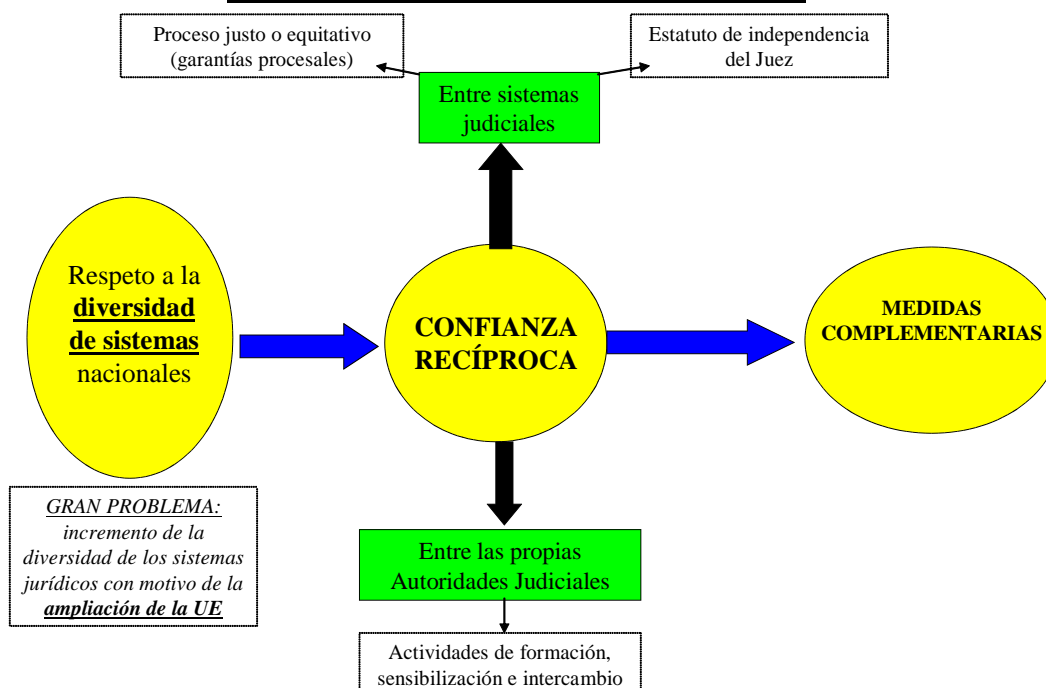 Proceso justo o equitativo
(garantías procesales)
Estatuto de independencia
del Juez
Entre sistemas
judiciales
Respeto a la
diversidad
de sistemas
nacionales
CONFIANZA
RECÍPROCA
MEDIDAS
COMPLEMENTARIAS
GRAN PROBLEMA:
incremento de la
diversidad de los sistemas
jurídicos con motivo de la
ampliación de la UE
Entre las propias
Autoridades Judiciales
Actividades de formación,
sensibilización e intercambio